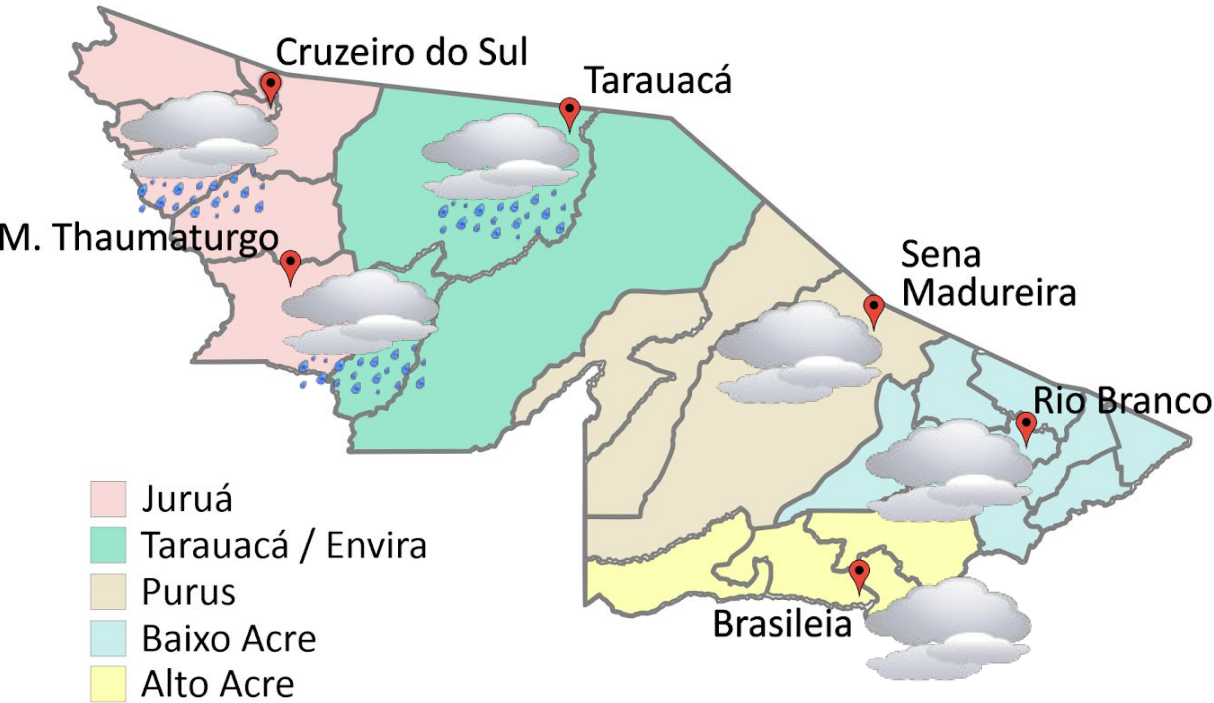 Cruzeiro do Sul
Tarauacá
M. Thaumaturgo
Sena
Madureira
Rio Branco
Brasileia
Juruá
Tarauacá / Envira
Purus
Baixo Acre
Alto Acre